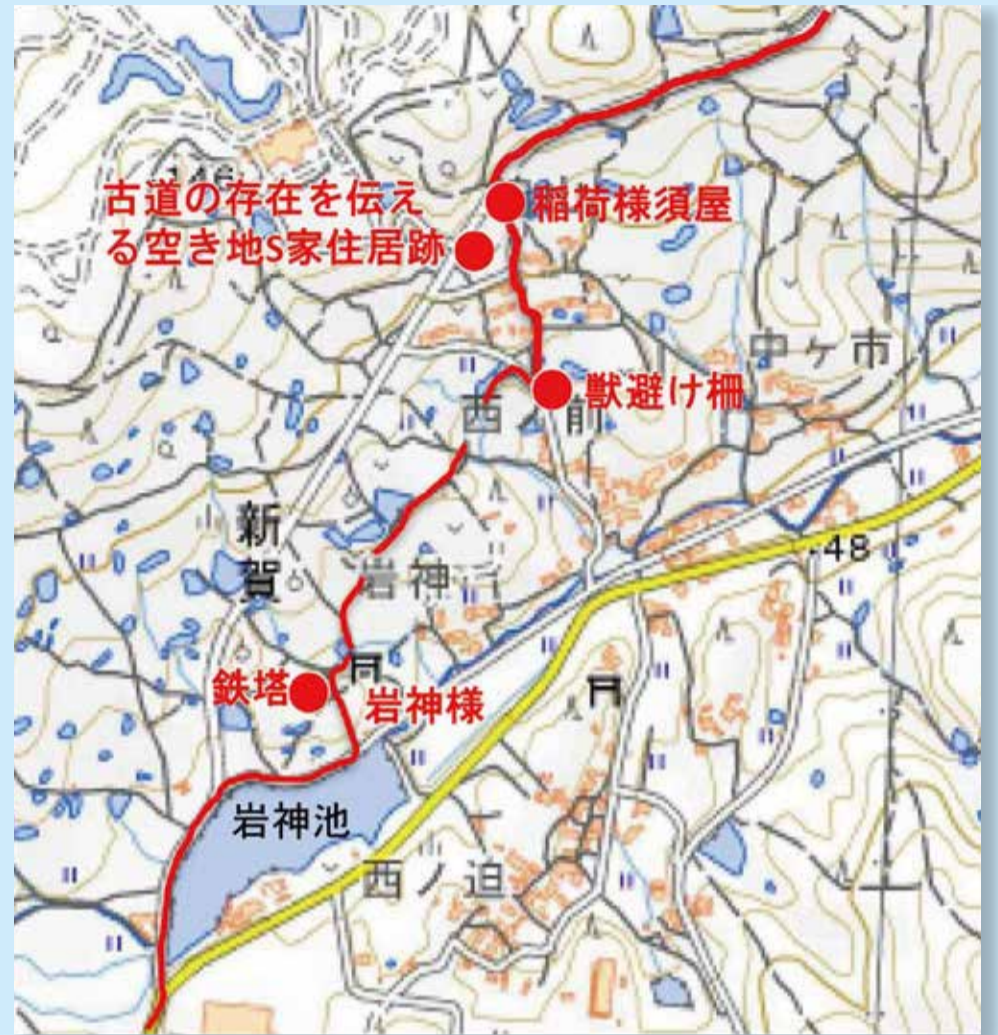 古道の存在を伝え
る空き地S家住居跡
稲荷様須屋
中ヶ市
獣避け柵
西ノ前
新賀
岩神
48
鉄塔
岩神様
岩神池
西ノ迫